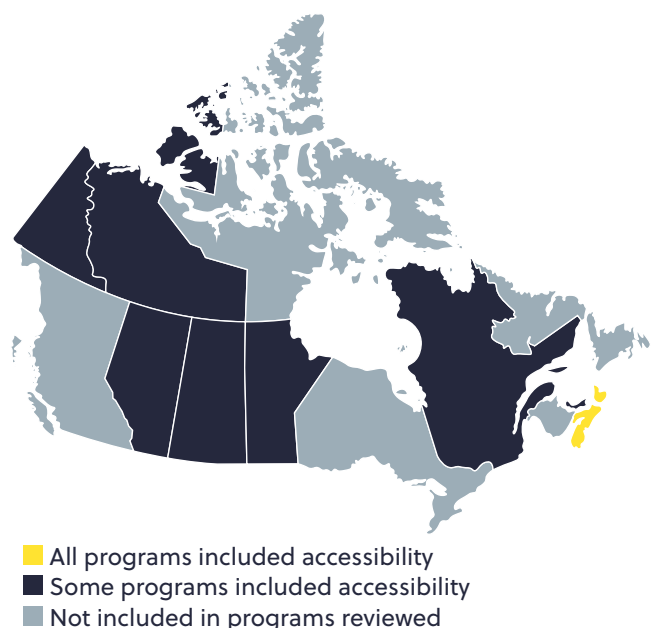 All programs included accessibility
Some programs included accessibility
Not included in programs reviewed